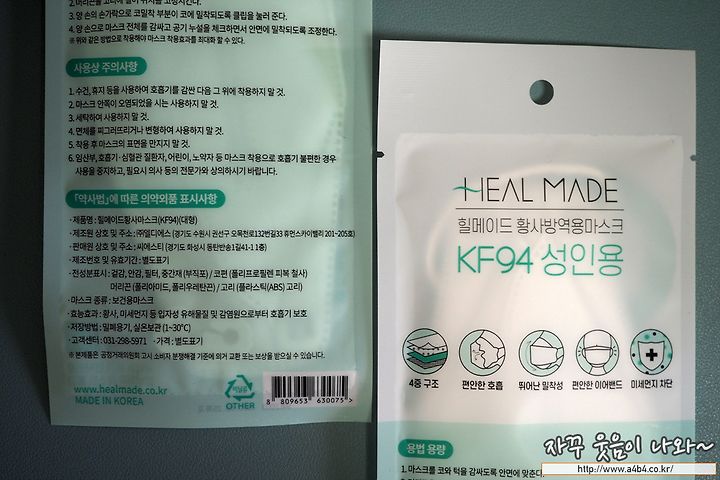 3. 양 손의 손가락으로 코밀착 부분이 코에 밀착되도록 클립을 눌러 준다.
4. 양 손으로 마스크 전체를 감싸고 공기 누설을 체크하면서 안면에 밀착되도록 조정한다.
※ 위와 같은 방법으로 착용해야 마스크 착용효과를 최대화 할 수 있다.
사용상 주의사항
1. 수건, 휴지 등을 사용하여 호흡기를 감싼 다음 그 위에 착용하지 말 것.
2. 마스크 안쪽이 오염되었을 시는 사용하지 말 것.
3. 세탁하여 사용하지 말 것.
4. 면체를 찌그러뜨리거나 변형하여 사용하지 말 것.
5. 착용 후 마스크의 표면을 만지지 말 것.
6. 임산부, 호흡기·심혈관 질환자, 어린이, 노약자 등 마스크 착용으로 호흡기 불편한 경우
사용을 중지하고, 필요시 의사 등의 전문가와 상의하시기 바랍니다.
「약사법」에 따른 의약외품 표시사항
· 제품명 : 힐메이드황사마스크(KF94)(대형)
· 제조원 상호 및 주소 : ㈜엘디에스 (경기도 수원시 권선구 오목천로132번길33 휴먼스카이밸리 201~205호)
· 판매원 상호 및 주소 : 씨에스티 (경기도 화성시 동탄반송1길41-1 1층)
· 제조번호 및 유효기간 : 별도표기
· 전성분표시 : 겉감, 안감, 필터, 중간재 (부직포) / 코편 (폴리프로필렌 피복 철사)
머리끈 (폴리아미드, 폴리우레탄끈) / 고리 (플라스틱(ABS) 고리)
· 마스크 종류 : 보건용마스크
· 효능효과 : 황사, 미세먼지 등 입자성 유해물질 및 감염원으로부터 호흡기 보호
· 저장방법 : 밀폐용기, 실온보관 (1~30℃)
· 고객센터 : 031-298-5971 · 가격 : 별도표기
※ 본제품은 공정거래위원회 고시 소비자 분쟁해결 기준에 의거 교환 또는 보상을 받으실 수 있습니다.
www.healmade.co.kr
MADE IN KOREA
비닐류
OTHER
8 809653 630075 >
HEAL MADE
힐메이드 황사방역용마스크
KF94 성인용
4중 구조
편안한 호흡
뛰어난 밀착성
편안한 이어밴드
미세먼지 차단
용법 용량
1. 마스크를 코와 턱을 감싸도록 안면에 맞춘다.
자꾸 웃음이 나와~
http://www.a4b4.co.kr/